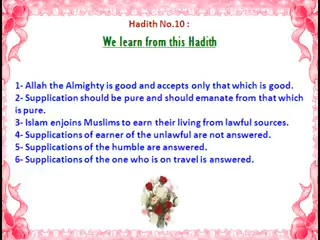 Hadith No.10 :
We learn from this Hadith
1- Allah the Almighty is good and accepts only that which is good.
2- Supplication should be pure and should emanate from that which
is pure.
3- Islam enjoins Muslims to earn their living from lawful sources.
4- Supplications of earner of the unlawful are not answered.
5- Supplications of the humble are answered.
6- Supplications of the one who is on travel is answered.